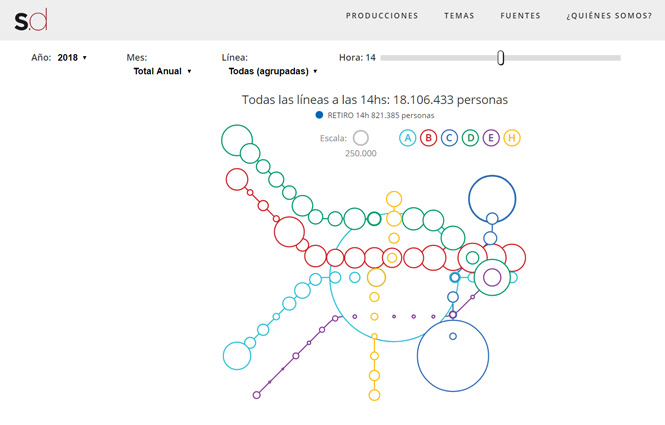 s.d
PRODUCCIONES TEMAS FUENTES ¿QUIÉNES SOMOS?
Año: 2018 ▼ Mes: Línea: Hora: 14
Total Anual ▼ Todas (agrupadas) ▼
Todas las líneas a las 14hs: 18.106.433 personas
RETIRO 14h 821.385 personas
Escala: A B C D E H
250.000